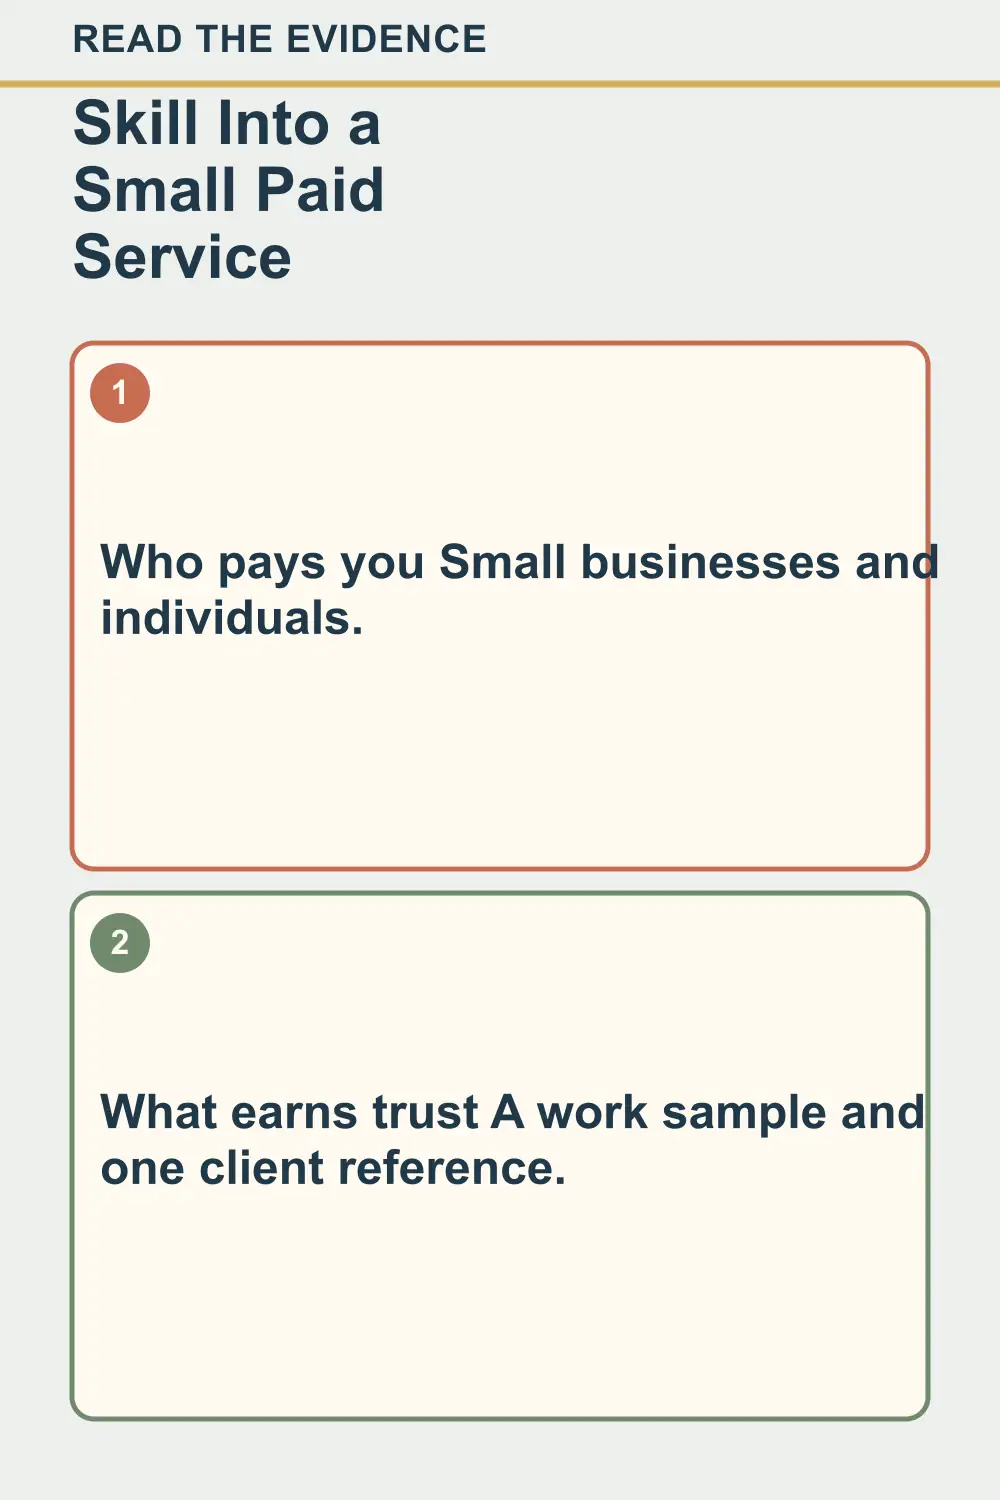 READ THE EVIDENCE
Skill Into a
Small Paid
Service
1
Who pays you Small businesses and
individuals.
2
What earns trust A work sample and
one client reference.